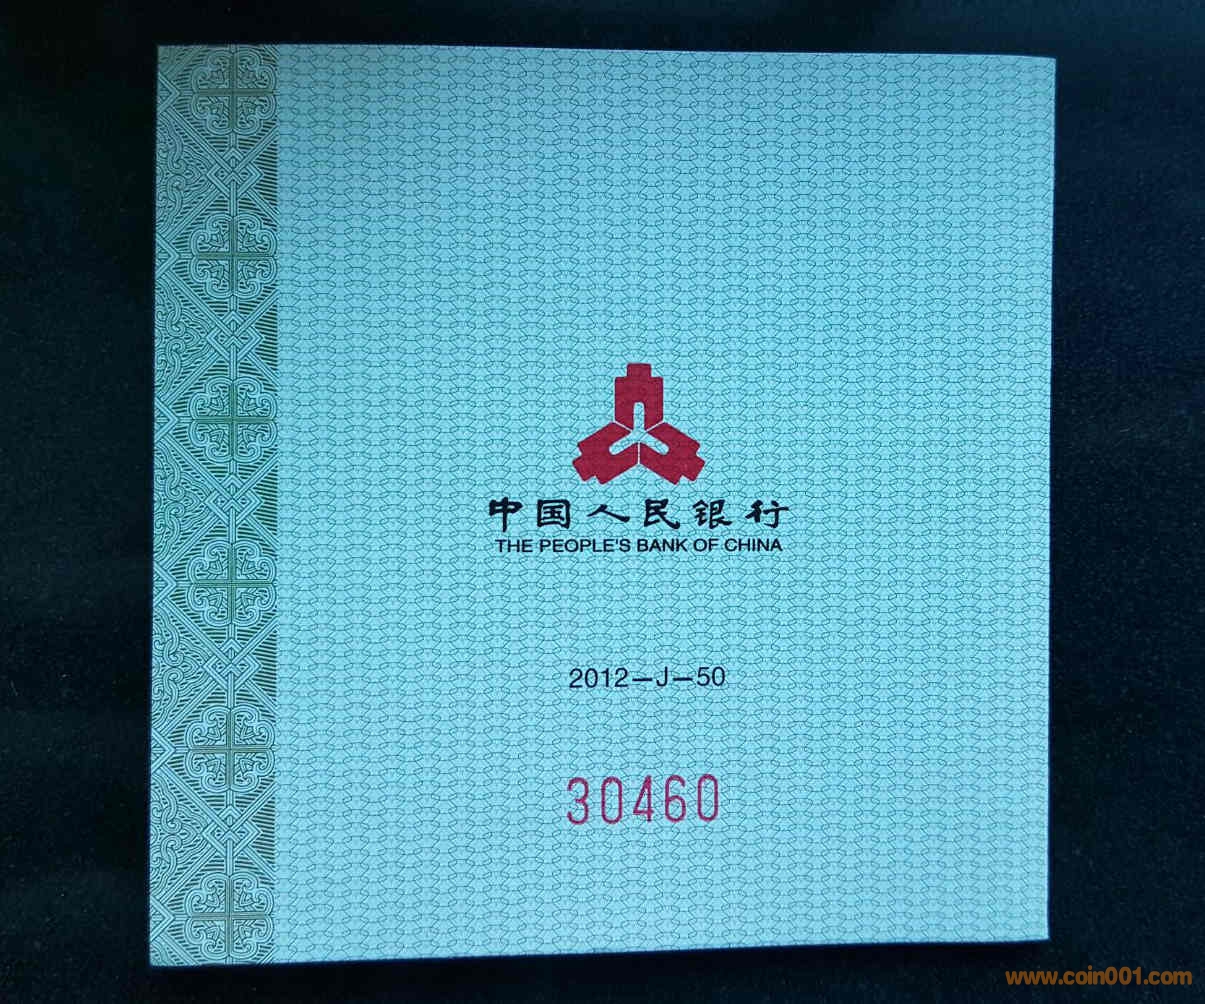 中国人民银行
THE PEOPLE'S BANK OF CHINA
2012-J-50
30460
www.coin001.com